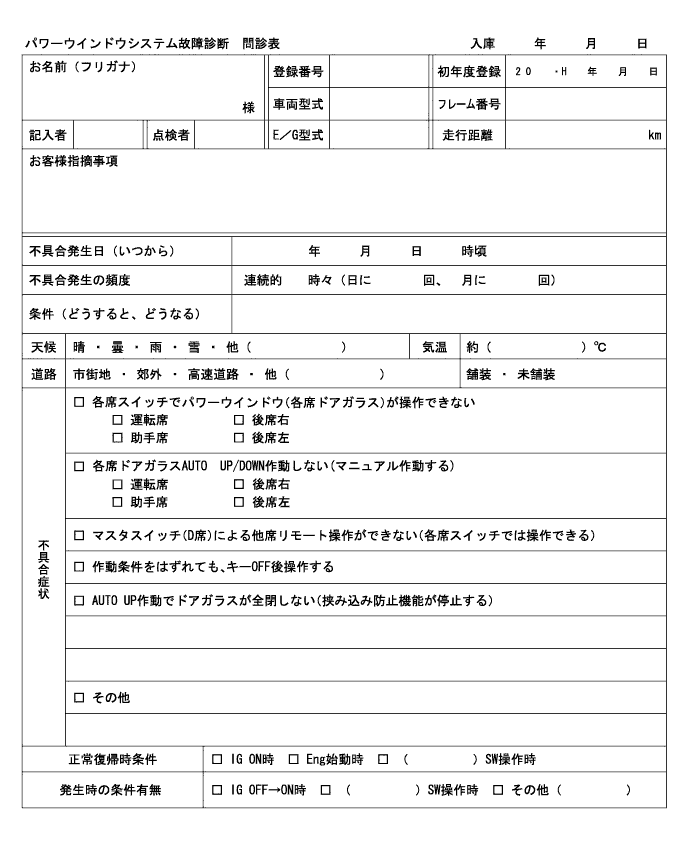 パワーウインドウシステム故障診断 問診表 入庫 年 月 日
お名前（フリガナ） 登録番号 初年度登録 20 ・H 年 月 日
様 車両型式 フレーム番号
記入者 点検者 E／G型式 走行距離 km
お客様指摘事項
不具合発生日（いつから） 年 月 日 時頃
不具合発生の頻度 連続的 時々（日に 回、 月に 回）
条件（どうすると、どうなる）
天候 晴 ・ 曇 ・ 雨 ・ 雪 ・ 他（ ） 気温 約（ ）℃
道路 市街地 ・ 郊外 ・ 高速道路 ・ 他（ ） 舗装 ・ 未舗装
不具合症状
□ 各席スイッチでパワーウインドウ(各席ドアガラス)が操作できない
□ 運転席 □ 後席右
□ 助手席 □ 後席左
□ 各席ドアガラスAUTO UP/DOWN作動しない(マニュアル作動する)
□ 運転席 □ 後席右
□ 助手席 □ 後席左
□ マスタスイッチ(D席)による他席リモート操作ができない(各席スイッチでは操作できる)
□ 作動条件をはずれても、キーOFF後操作する
□ AUTO UP作動でドアガラスが全閉しない(挟み込み防止機能が停止する)
□ その他
正常復帰時条件 □ IG ON時 □ Eng始動時 □ （ ）SW操作時
発生時の条件有無 □ IG OFF→ON時 □ （ ）SW操作時 □ その他（ ）